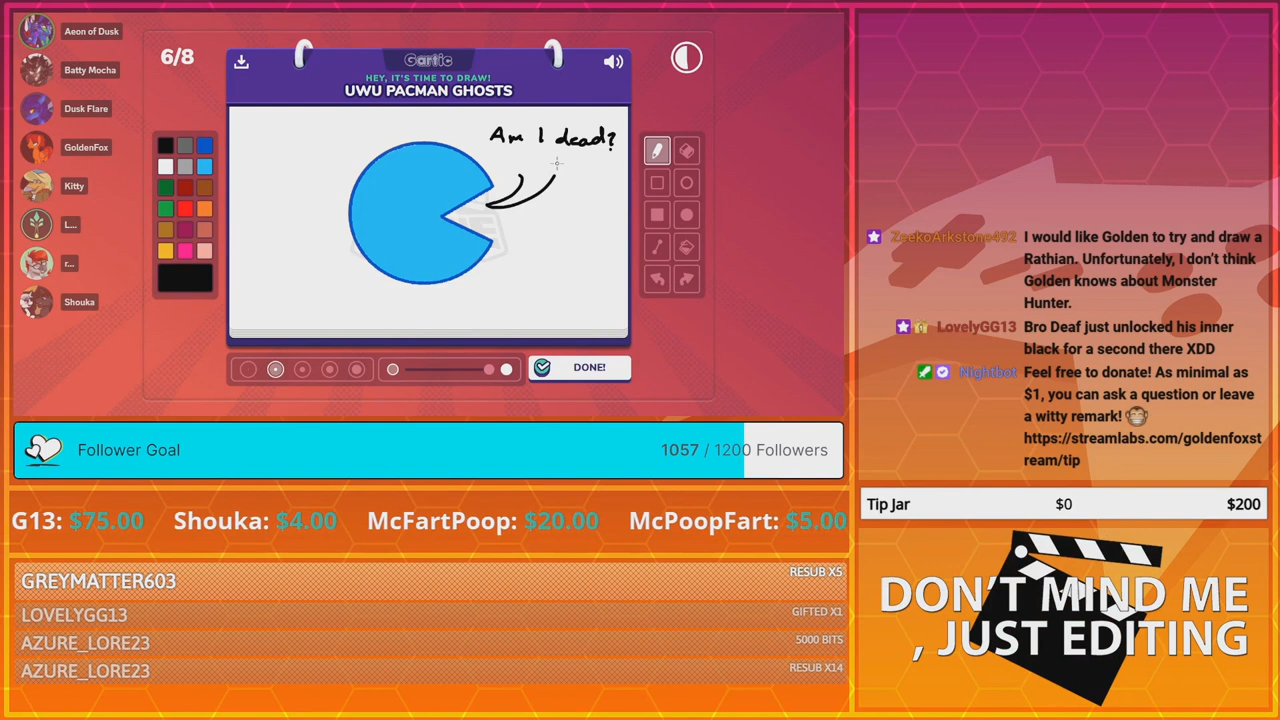 Aeon of Dusk
Batty Mocha
Dusk Flare
GoldenFox
Kitty
L...
r...
Shouka
6/8
Gartic
HEY, IT'S TIME TO DRAW!
UWU PACMAN GHOSTS
Am I dead?
DONE!
Follower Goal
1057 / 1200 Followers
G13: $75.00 Shouka: $4.00 McFartPoop: $20.00 McPoopFart: $5.00
GREYMATTER603 RESUB X5
LOVELYGG13 GIFTED X1
AZURE_LORE23 5000 BITS
AZURE_LORE23 RESUB X14
ZeekoArkstone492 I would like Golden to try and draw a
Rathian. Unfortunately, I don't think
Golden knows about Monster
Hunter.
LovelyGG13 Bro Deaf just unlocked his inner
black for a second there XDD
Nightbot Feel free to donate! As minimal as
$1, you can ask a question or leave
a witty remark!
https://streamlabs.com/goldenfoxst
ream/tip
Tip Jar $0 $200
DON'T MIND ME
, JUST EDITING